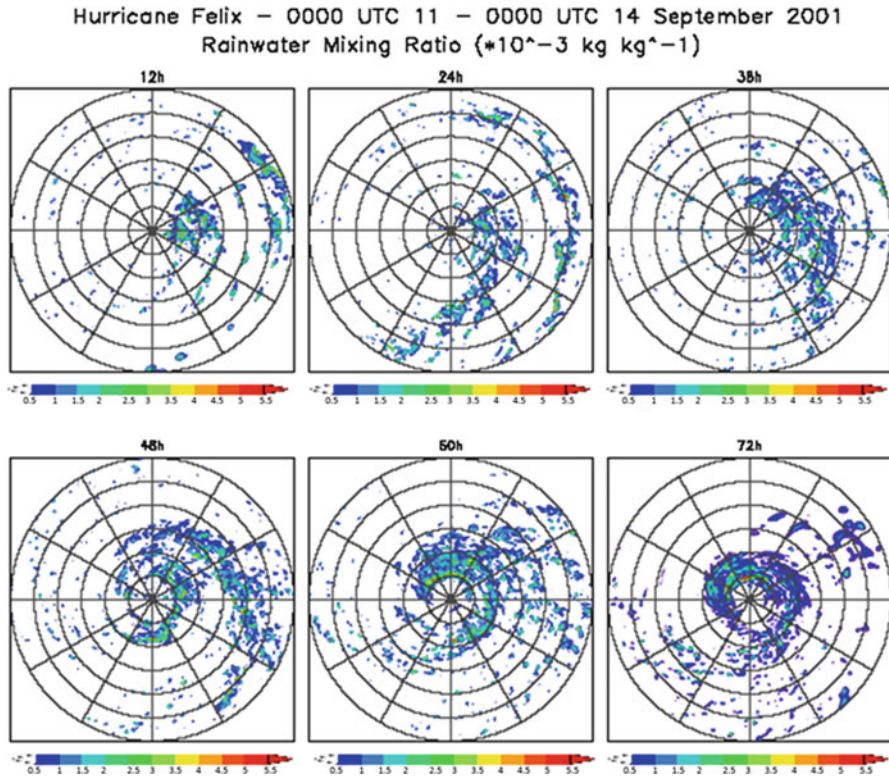 Hurricane Felix – 0000 UTC 11 – 0000 UTC 14 September 2001
Rainwater Mixing Ratio (*10^-3 kg kg^-1)
12h 24h 36h
0.5 1 1.5 2 2.5 3 3.5 4 4.5 5 5.5 0.5 1 1.5 2 2.5 3 3.5 4 4.5 5 5.5 0.5 1 1.5 2 2.5 3 3.5 4 4.5 5 5.5
48h 60h 72h
0.5 1 1.5 2 2.5 3 3.5 4 4.5 5 5.5 0.5 1 1.5 2 2.5 3 3.5 4 4.5 5 5.5 0.5 1 1.5 2 2.5 3 3.5 4 4.5 5 5.5